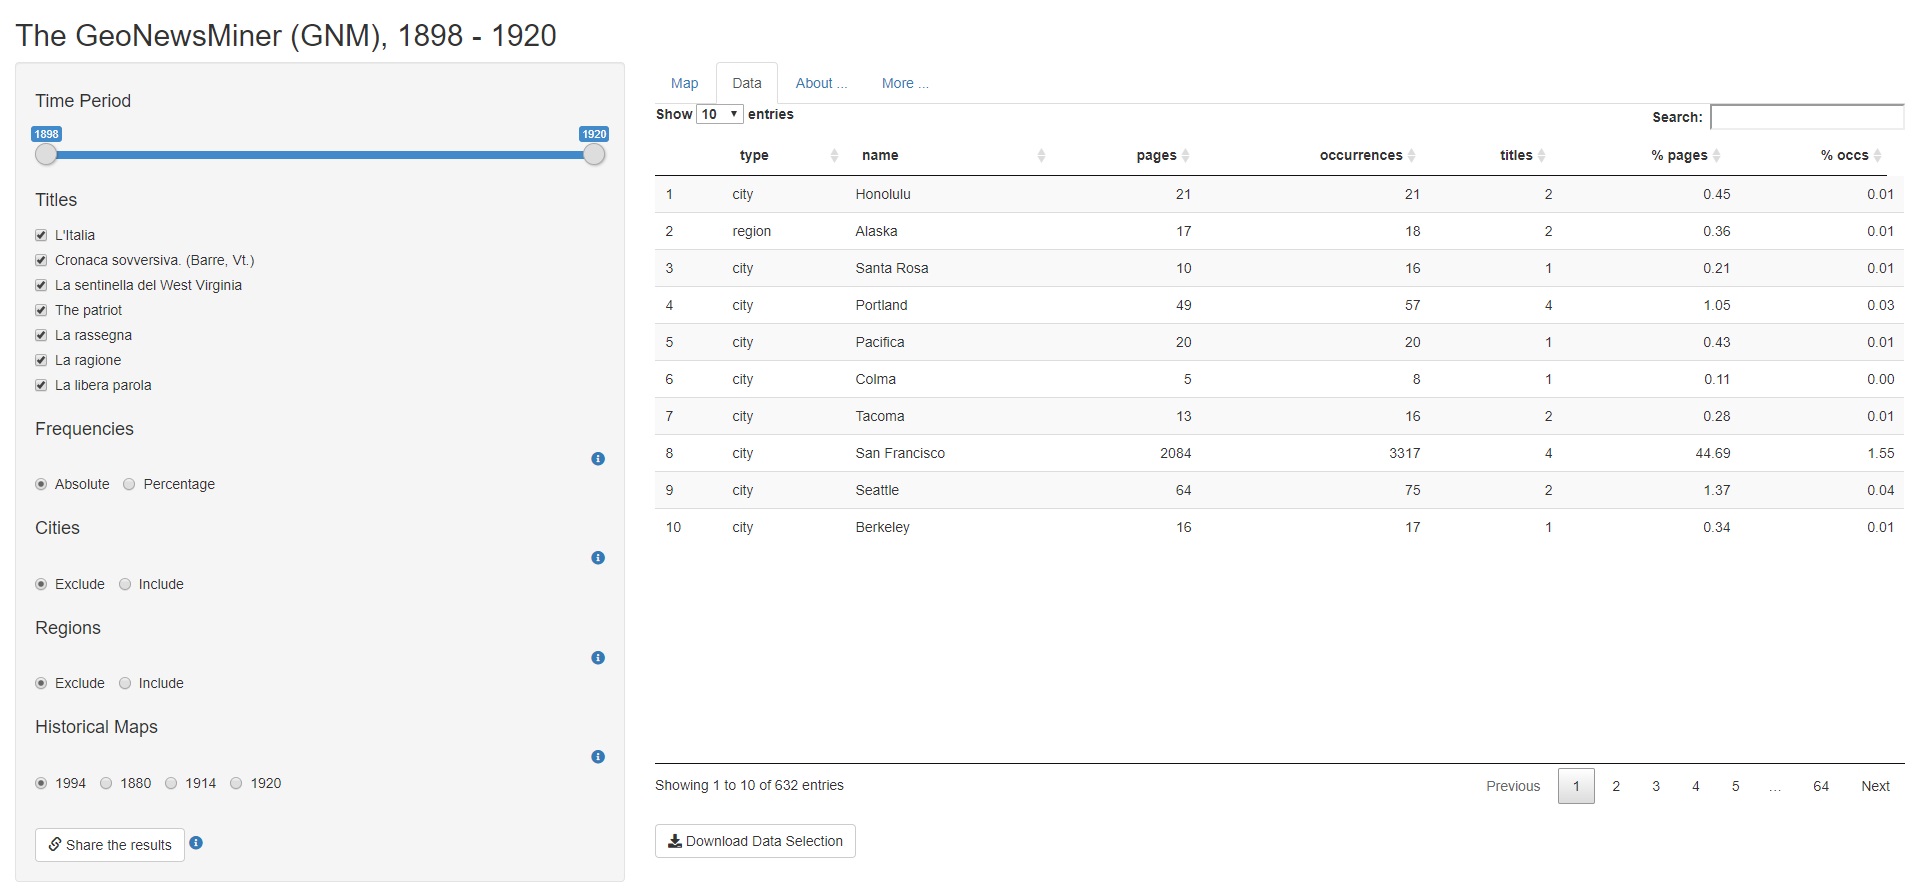 The GeoNewsMiner (GNM), 1898 - 1920
Time Period
1898 1920
Titles
L'Italia
Cronaca sovversiva. (Barre, Vt.)
La sentinella del West Virginia
The patriot
La rassegna
La ragione
La libera parola
Frequencies
Absolute Percentage
Cities
Exclude Include
Regions
Exclude Include
Historical Maps
1994 1880 1914 1920
Share the results
Map Data About ... More ...
Show 10 entries
Search:
type name pages occurrences titles % pages % occs
1 city Honolulu 21 21 2 0.45 0.01
2 region Alaska 17 18 2 0.36 0.01
3 city Santa Rosa 10 16 1 0.21 0.01
4 city Portland 49 57 4 1.05 0.03
5 city Pacifica 20 20 1 0.43 0.01
6 city Colma 5 8 1 0.11 0.00
7 city Tacoma 13 16 2 0.28 0.01
8 city San Francisco 2084 3317 4 44.69 1.55
9 city Seattle 64 75 2 1.37 0.04
10 city Berkeley 16 17 1 0.34 0.01
Showing 1 to 10 of 632 entries
Previous 1 2 3 4 5 ... 64 Next
Download Data Selection